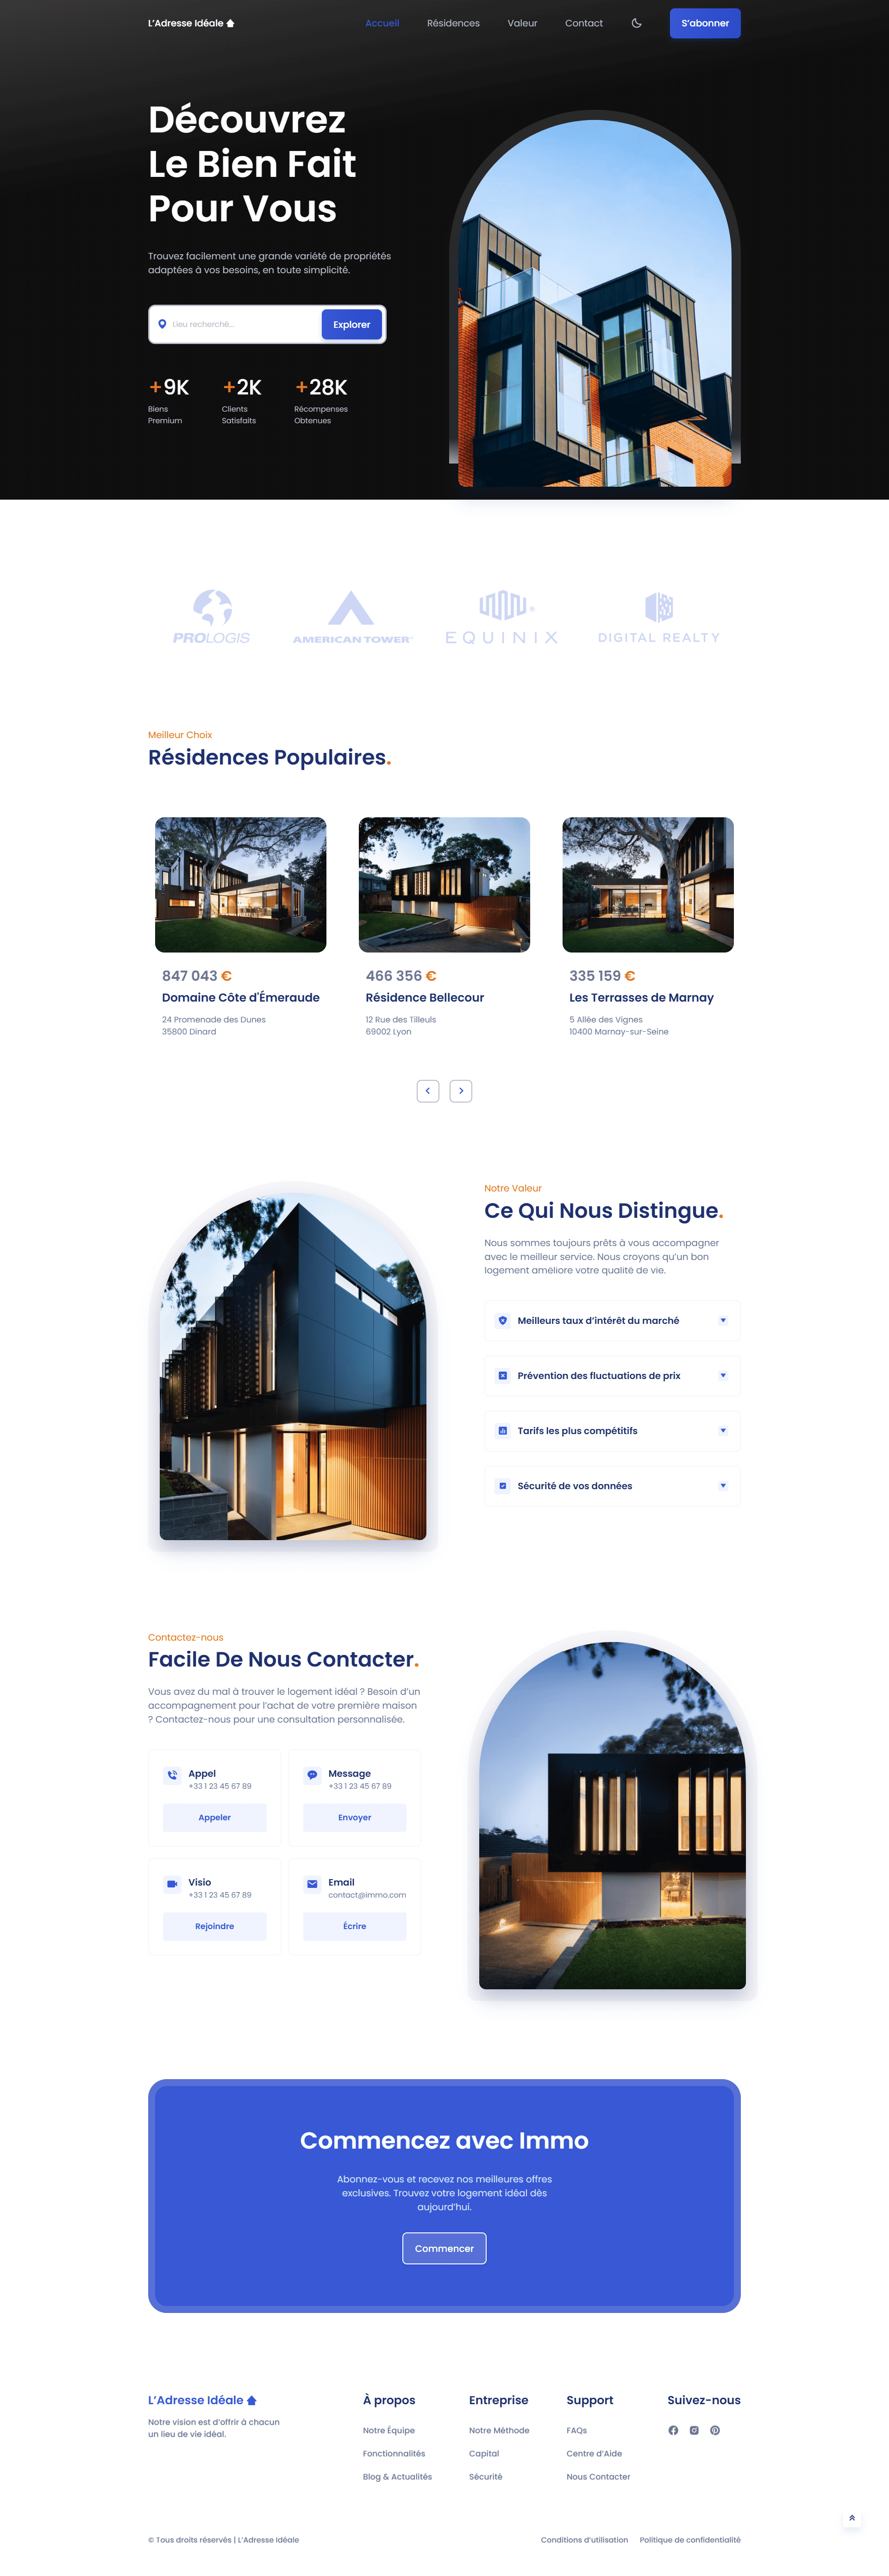 L'Adresse Idéale
Accueil
Résidences
Valeur
Contact
S'abonner
Découvrez
Le Bien Fait
Pour Vous
Trouvez facilement une grande variété de propriétés
adaptées à vos besoins, en toute simplicité.
Lieu recherché...
Explorer
+9K
Biens
Premium
+2K
Clients
Satisfaits
+28K
Récompenses
Obtenues
PROLOGIS
AMERICAN TOWER
EQUINIX®
DIGITAL REALTY
Meilleur Choix
Résidences Populaires.
847 043 €
Domaine Côte d'Émeraude
24 Promenade des Dunes
35800 Dinard
466 356 €
Résidence Bellecour
12 Rue des Tilleuls
69002 Lyon
335 159 €
Les Terrasses de Marnay
5 Allée des Vignes
10400 Marnay-sur-Seine
Notre Valeur
Ce Qui Nous Distingue.
Nous sommes toujours prêts à vous accompagner
avec le meilleur service. Nous croyons qu'un bon
logement améliore votre qualité de vie.
Meilleurs taux d'intérêt du marché
Prévention des fluctuations de prix
Tarifs les plus compétitifs
Sécurité de vos données
Contactez-nous
Facile De Nous Contacter.
Vous avez du mal à trouver le logement idéal ? Besoin d'un
accompagnement pour l'achat de votre première maison
? Contactez-nous pour une consultation personnalisée.
Appel
+33 1 23 45 67 89
Appeler
Message
+33 1 23 45 67 89
Envoyer
Visio
+33 1 23 45 67 89
Rejoindre
Email
contact@immo.com
Écrire
Commencez avec Immo
Abonnez-vous et recevez nos meilleures offres
exclusives. Trouvez votre logement idéal dès
aujourd'hui.
Commencer
L'Adresse Idéale
Notre vision est d'offrir à chacun
un lieu de vie idéal.
À propos
Notre Équipe
Fonctionnalités
Blog & Actualités
Entreprise
Notre Méthode
Capital
Sécurité
Support
FAQs
Centre d'Aide
Nous Contacter
Suivez-nous
© Tous droits réservés | L'Adresse Idéale
Conditions d'utilisation
Politique de confidentialité